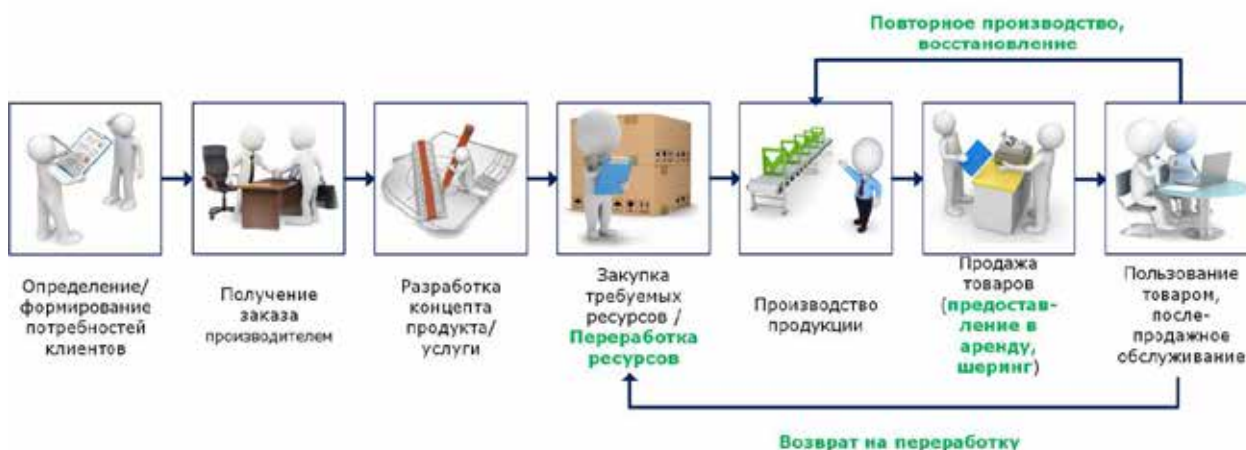 Повторное производство,
восстановление
Определение/
формирование
потребностей
клиентов
Получение
заказа
производителем
Разработка
концепта
продукта/
услуги
Закупка
требуемых
ресурсов /
Переработка
ресурсов
Производство
продукции
Продажа
товаров
(предостав-
ление в
аренду,
шеринг)
Пользование
товаром,
после-
продажное
обслуживание
Возврат на переработку